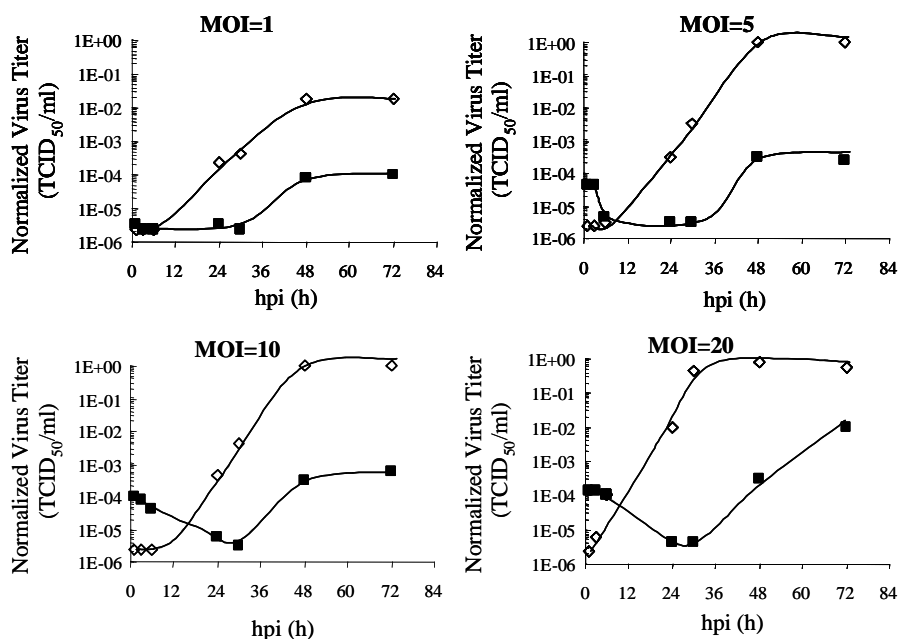 MOI=1
Normalized Virus Titer
(TCID50/ml)
1E+00
1E-01
1E-02
1E-03
1E-04
1E-05
1E-06
0 12 24 36 48 60 72 84
hpi (h)
MOI=5
Normalized Virus Titer
(TCID50/ml)
1E+00
1E-01
1E-02
1E-03
1E-04
1E-05
1E-06
0 12 24 36 48 60 72 84
hpi (h)
MOI=10
Normalized Virus Titer
(TCID50/ml)
1E+00
1E-01
1E-02
1E-03
1E-04
1E-05
1E-06
0 12 24 36 48 60 72 84
hpi (h)
MOI=20
Normalized Virus Titer
(TCID50/ml)
1E+00
1E-01
1E-02
1E-03
1E-04
1E-05
1E-06
0 12 24 36 48 60 72 84
hpi (h)